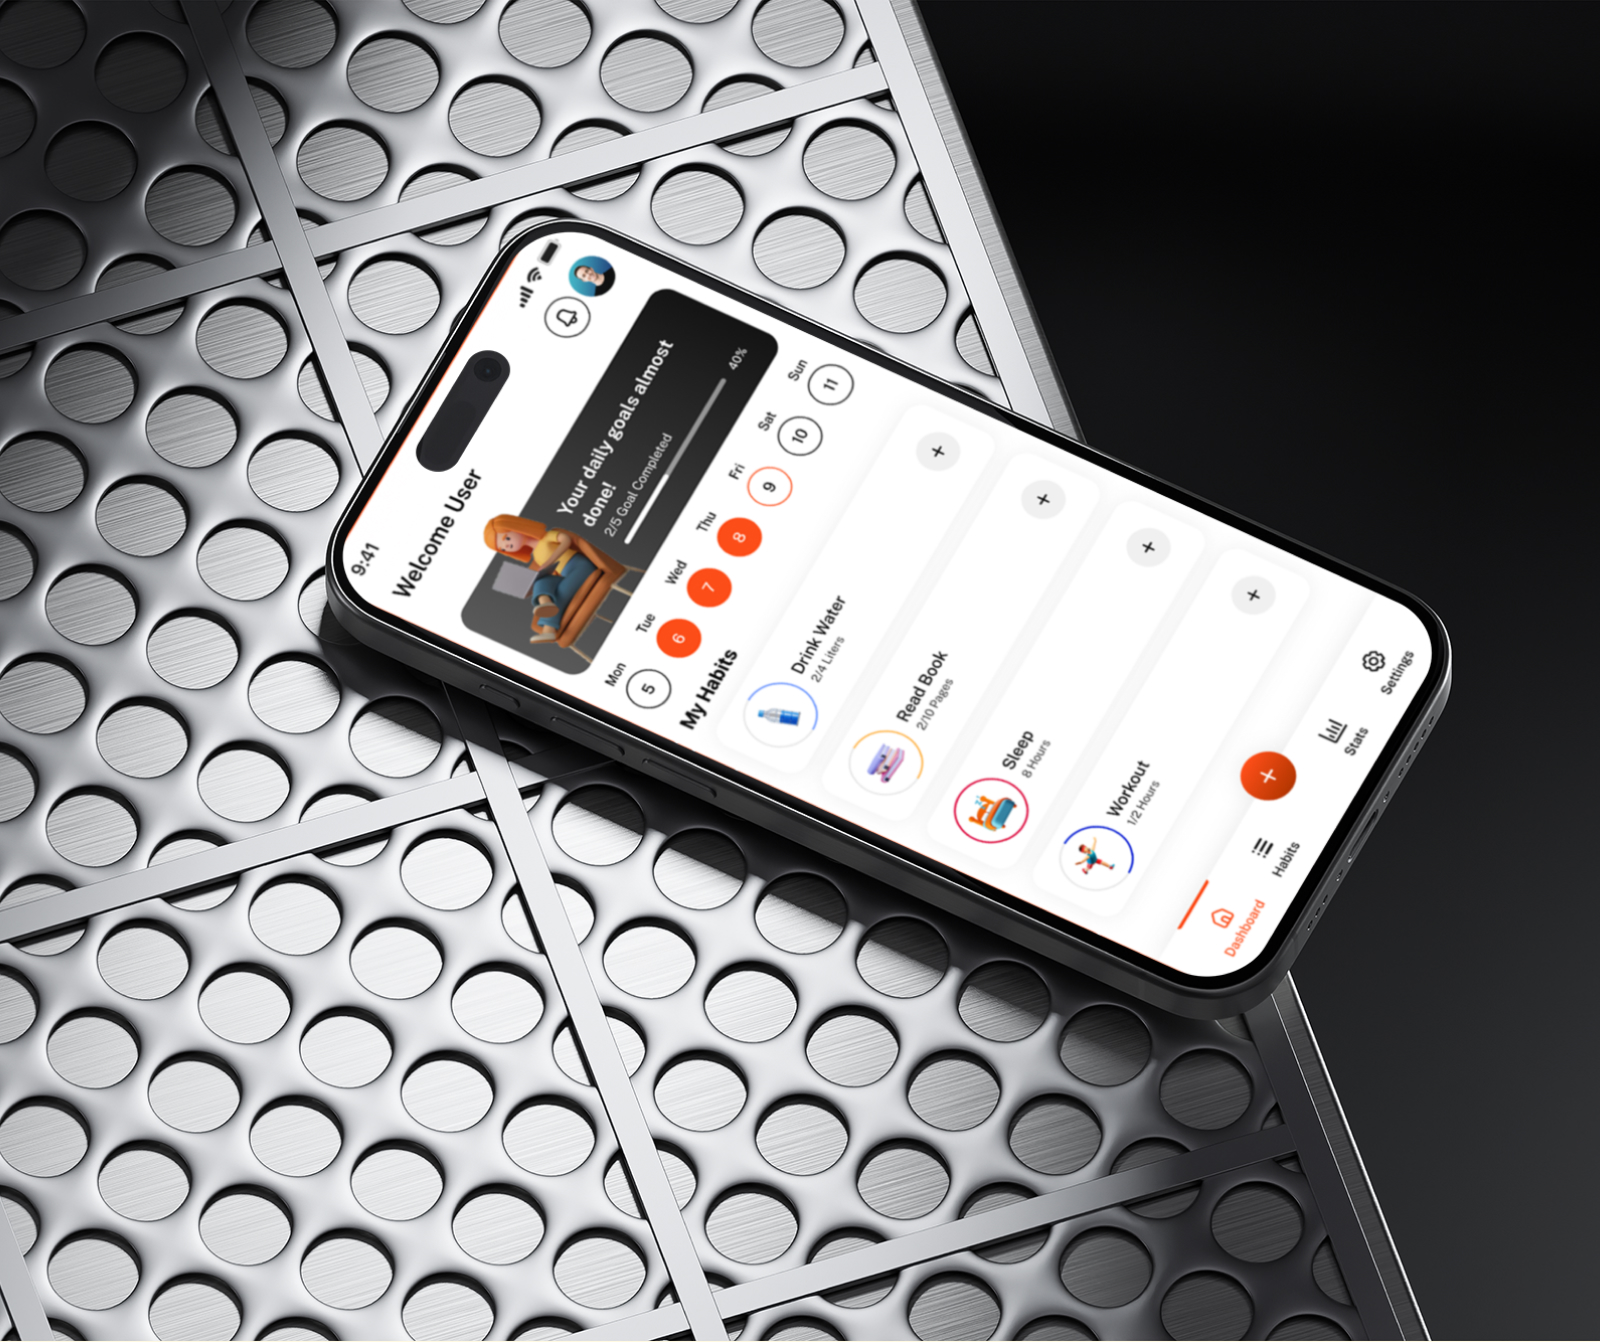 9:41
Welcome User
Your daily goals almost
done!
2/5 Goal Completed
40%
Mon Tue Wed Thu Fri Sat Sun
5 6 7 8 9 10 11
My Habits
Drink Water
2/4 Liters
+
Read Book
2/10 Pages
+
Sleep
8 Hours
+
Workout
1/2 Hours
+
Dashboard
Habits
+
Stats
Settings